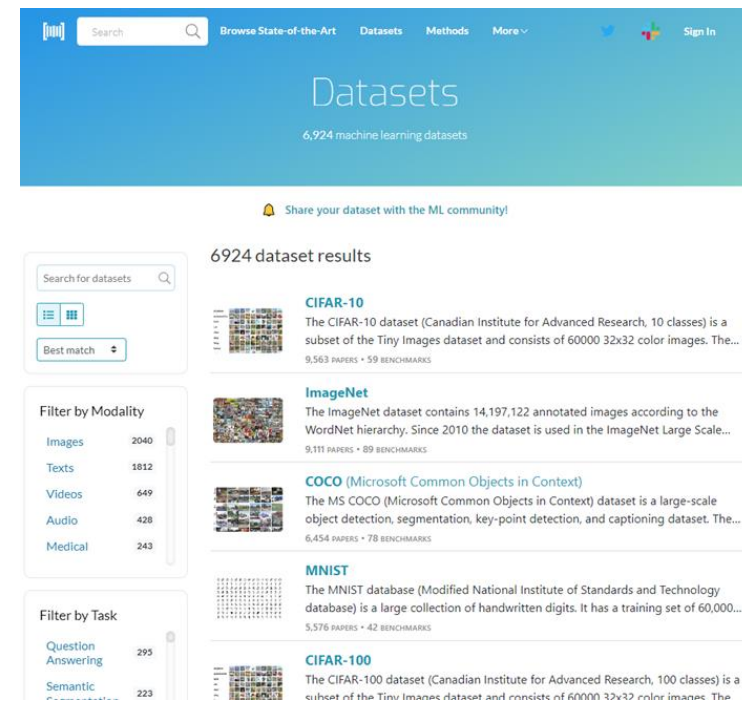 Search
Browse State-of-the-Art
Datasets
Methods
More
Sign In
Datasets
6,924 machine learning datasets
Share your dataset with the ML community!
Search for datasets
Best match
Filter by Modality
Images 2040
Texts 1812
Videos 649
Audio 428
Medical 243
Filter by Task
Question
Answering 295
Semantic
Segmentation 223
6924 dataset results
CIFAR-10
The CIFAR-10 dataset (Canadian Institute for Advanced Research, 10 classes) is a
subset of the Tiny Images dataset and consists of 60000 32x32 color images. The...
9,563 PAPERS • 59 BENCHMARKS
ImageNet
The ImageNet dataset contains 14,197,122 annotated images according to the
WordNet hierarchy. Since 2010 the dataset is used in the ImageNet Large Scale...
9,111 PAPERS • 89 BENCHMARKS
COCO (Microsoft Common Objects in Context)
The MS COCO (Microsoft Common Objects in Context) dataset is a large-scale
object detection, segmentation, key-point detection, and captioning dataset. The...
6,454 PAPERS • 78 BENCHMARKS
MNIST
The MNIST database (Modified National Institute of Standards and Technology
database) is a large collection of handwritten digits. It has a training set of 60,000...
5,576 PAPERS • 42 BENCHMARKS
CIFAR-100
The CIFAR-100 dataset (Canadian Institute for Advanced Research, 100 classes) is a
subset of the Tiny Images dataset and consists of 60000 32x32 color images. The